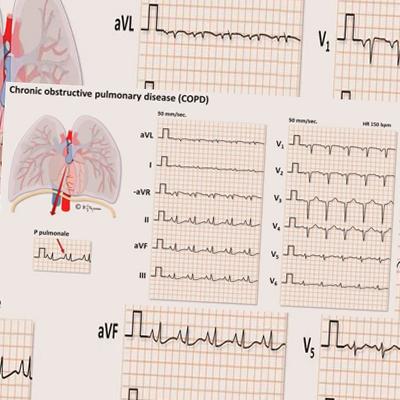 aVL
V1
Chronic obstructive pulmonary disease (COPD)
50 mm/sec.
50 mm/sec.
HR 150 bpm
aVL
I
-aVR
II
aVF
III
V1
V2
V3
V4
V5
V6
P pulmonale
aVF
V5